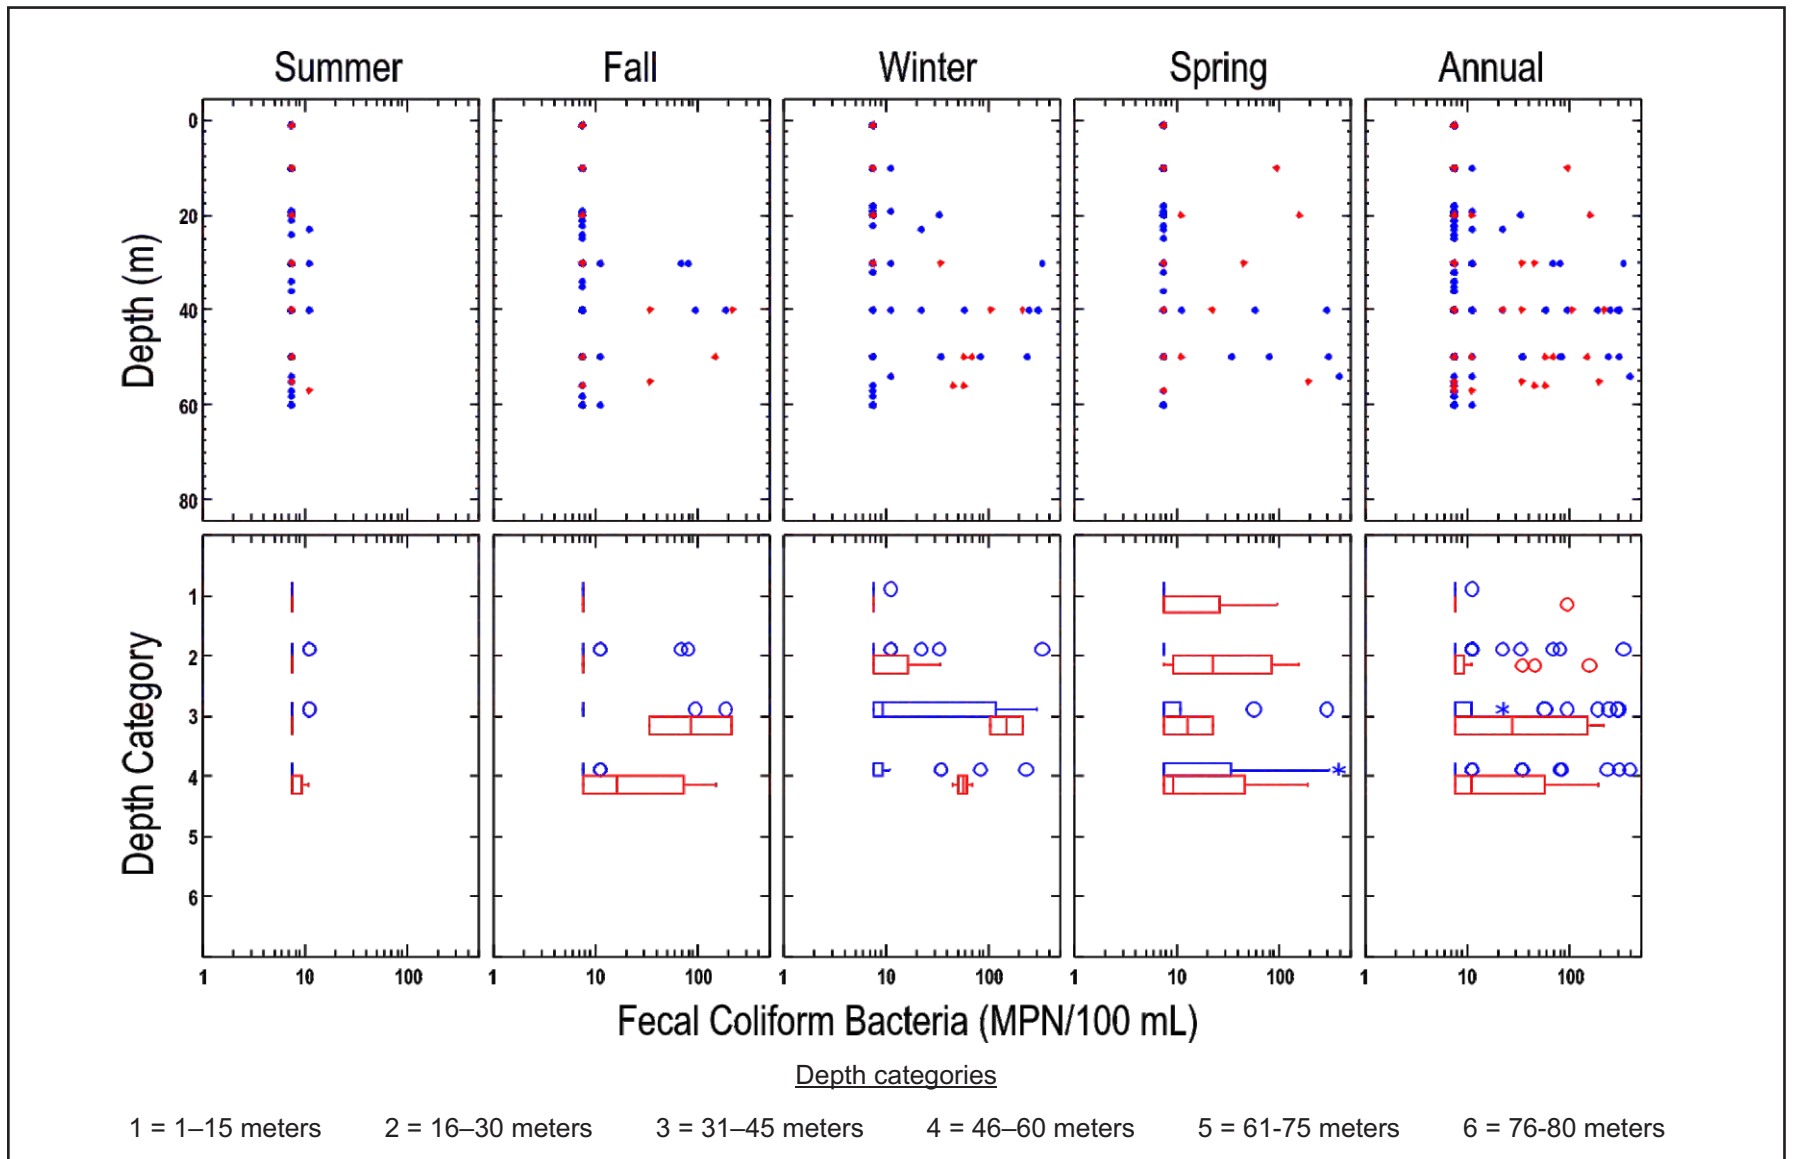 Summer Fall Winter Spring Annual
0
20
40
60
80
Depth (m)
1
2
3
4
5
6
Depth Category
1 10 100 1 10 100 1 10 100 1 10 100 1 10 100
Fecal Coliform Bacteria (MPN/100 mL)
Depth categories
1 = 1–15 meters 2 = 16–30 meters 3 = 31–45 meters 4 = 46–60 meters 5 = 61-75 meters 6 = 76-80 meters